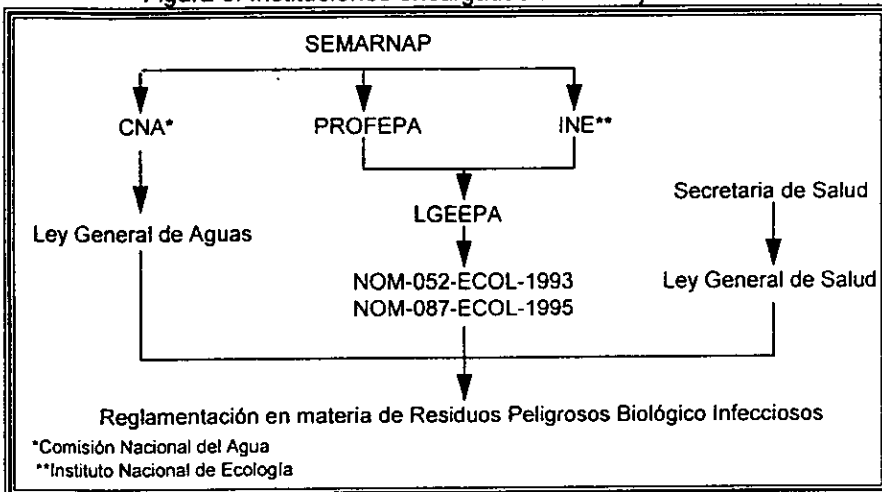 SEMARNAP
CNA*
PROFEPA
INE**
Ley General de Aguas
LGEEPA
NOM-052-ECOL-1993
NOM-087-ECOL-1995
Secretaria de Salud
Ley General de Salud
Reglamentación en materia de Residuos Peligrosos Biológico Infecciosos
*Comisión Nacional del Agua
**Instituto Nacional de Ecología